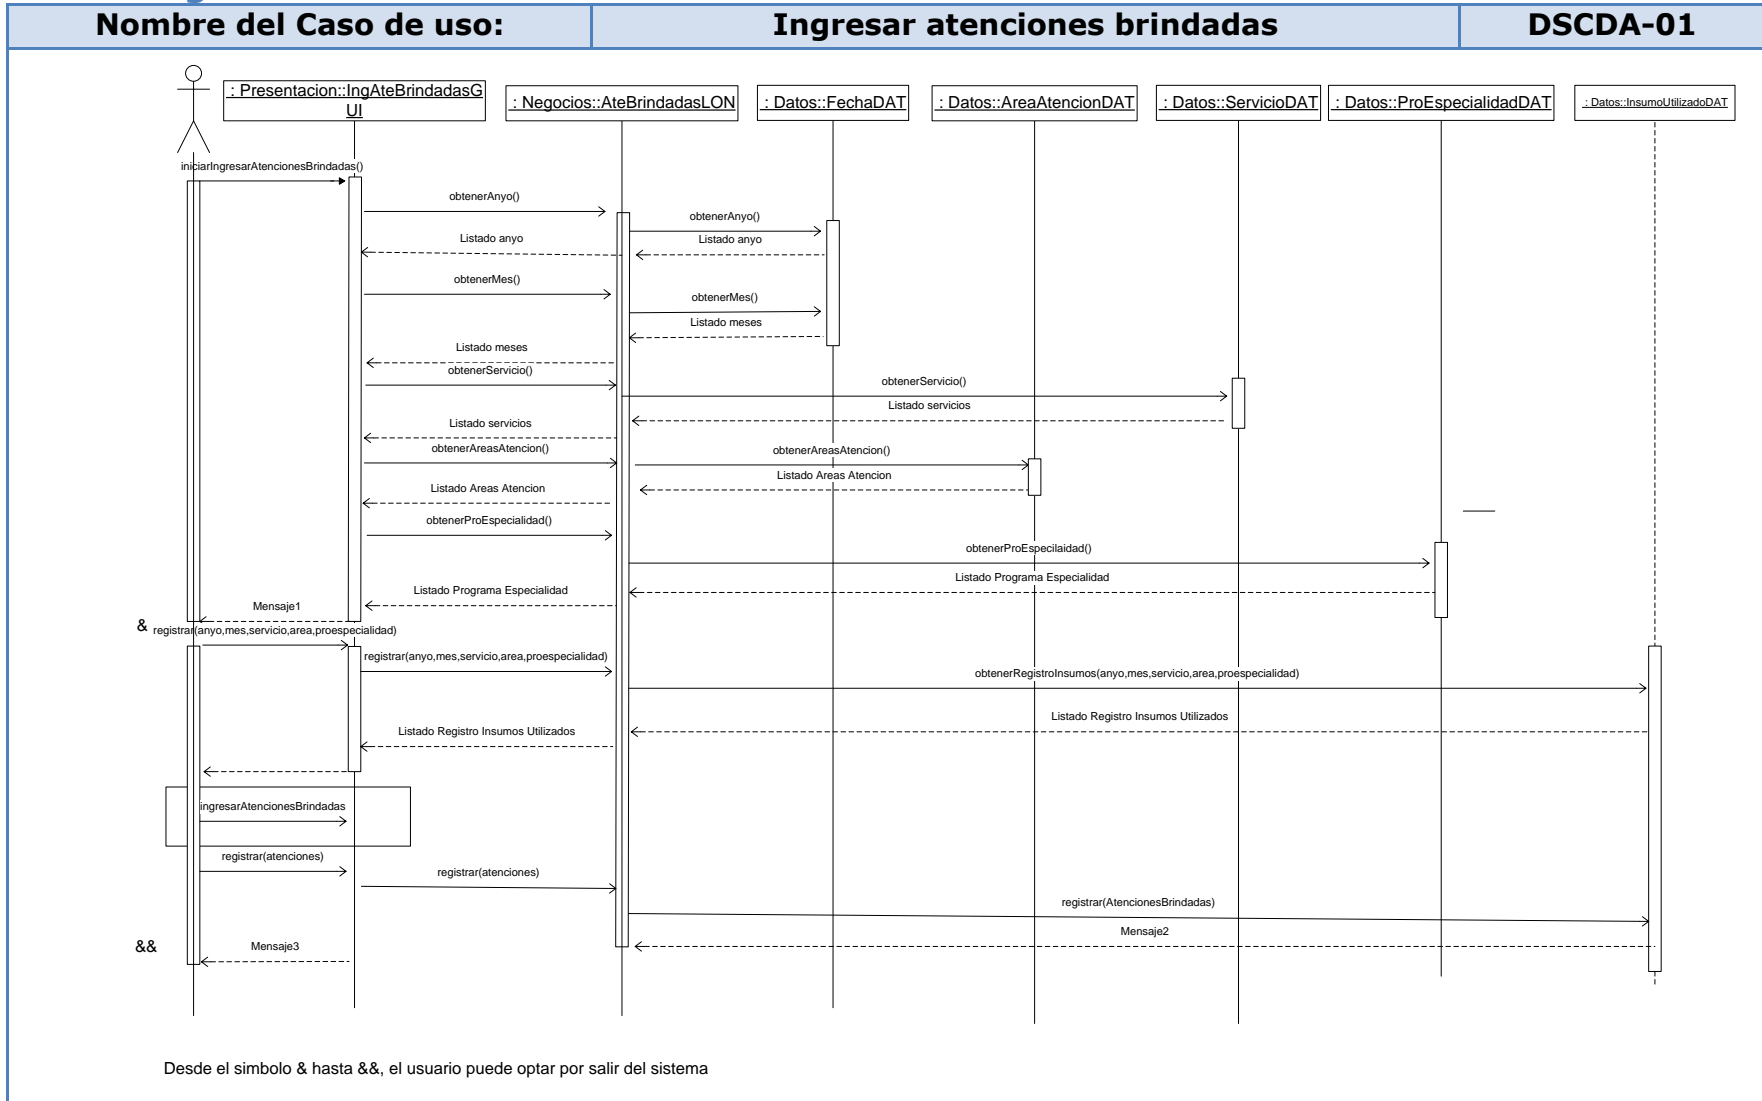 Nombre del Caso de uso:
Ingresar atenciones brindadas
DSCDA-01
: Presentacion::IngAteBrindadasG
UI
: Negocios::AteBrindadasLON
: Datos::FechaDAT
: Datos::AreaAtencionDAT
: Datos::ServicioDAT
: Datos::ProEspecialidadDAT
: Datos::InsumoUtilizadoDAT
iniciarIngresarAtencionesBrindadas()
obtenerAnyo()
obtenerAnyo()
Listado anyo
Listado anyo
obtenerMes()
obtenerMes()
Listado meses
Listado meses
obtenerServicio()
obtenerServicio()
Listado servicios
Listado servicios
obtenerAreasAtencion()
obtenerAreasAtencion()
Listado Areas Atencion
Listado Areas Atencion
obtenerProEspecialidad()
obtenerProEspecilaidad()
Listado Programa Especialidad
Listado Programa Especialidad
Mensaje1
&
registrar(anyo,mes,servicio,area,proespecialidad)
registrar(anyo,mes,servicio,area,proespecialidad)
obtenerRegistroInsumos(anyo,mes,servicio,area,proespecialidad)
Listado Registro Insumos Utilizados
Listado Registro Insumos Utilizados
ingresarAtencionesBrindadas
registrar(atenciones)
registrar(atenciones)
registrar(AtencionesBrindadas)
Mensaje2
&&
Mensaje3
Desde el simbolo & hasta &&, el usuario puede optar por salir del sistema